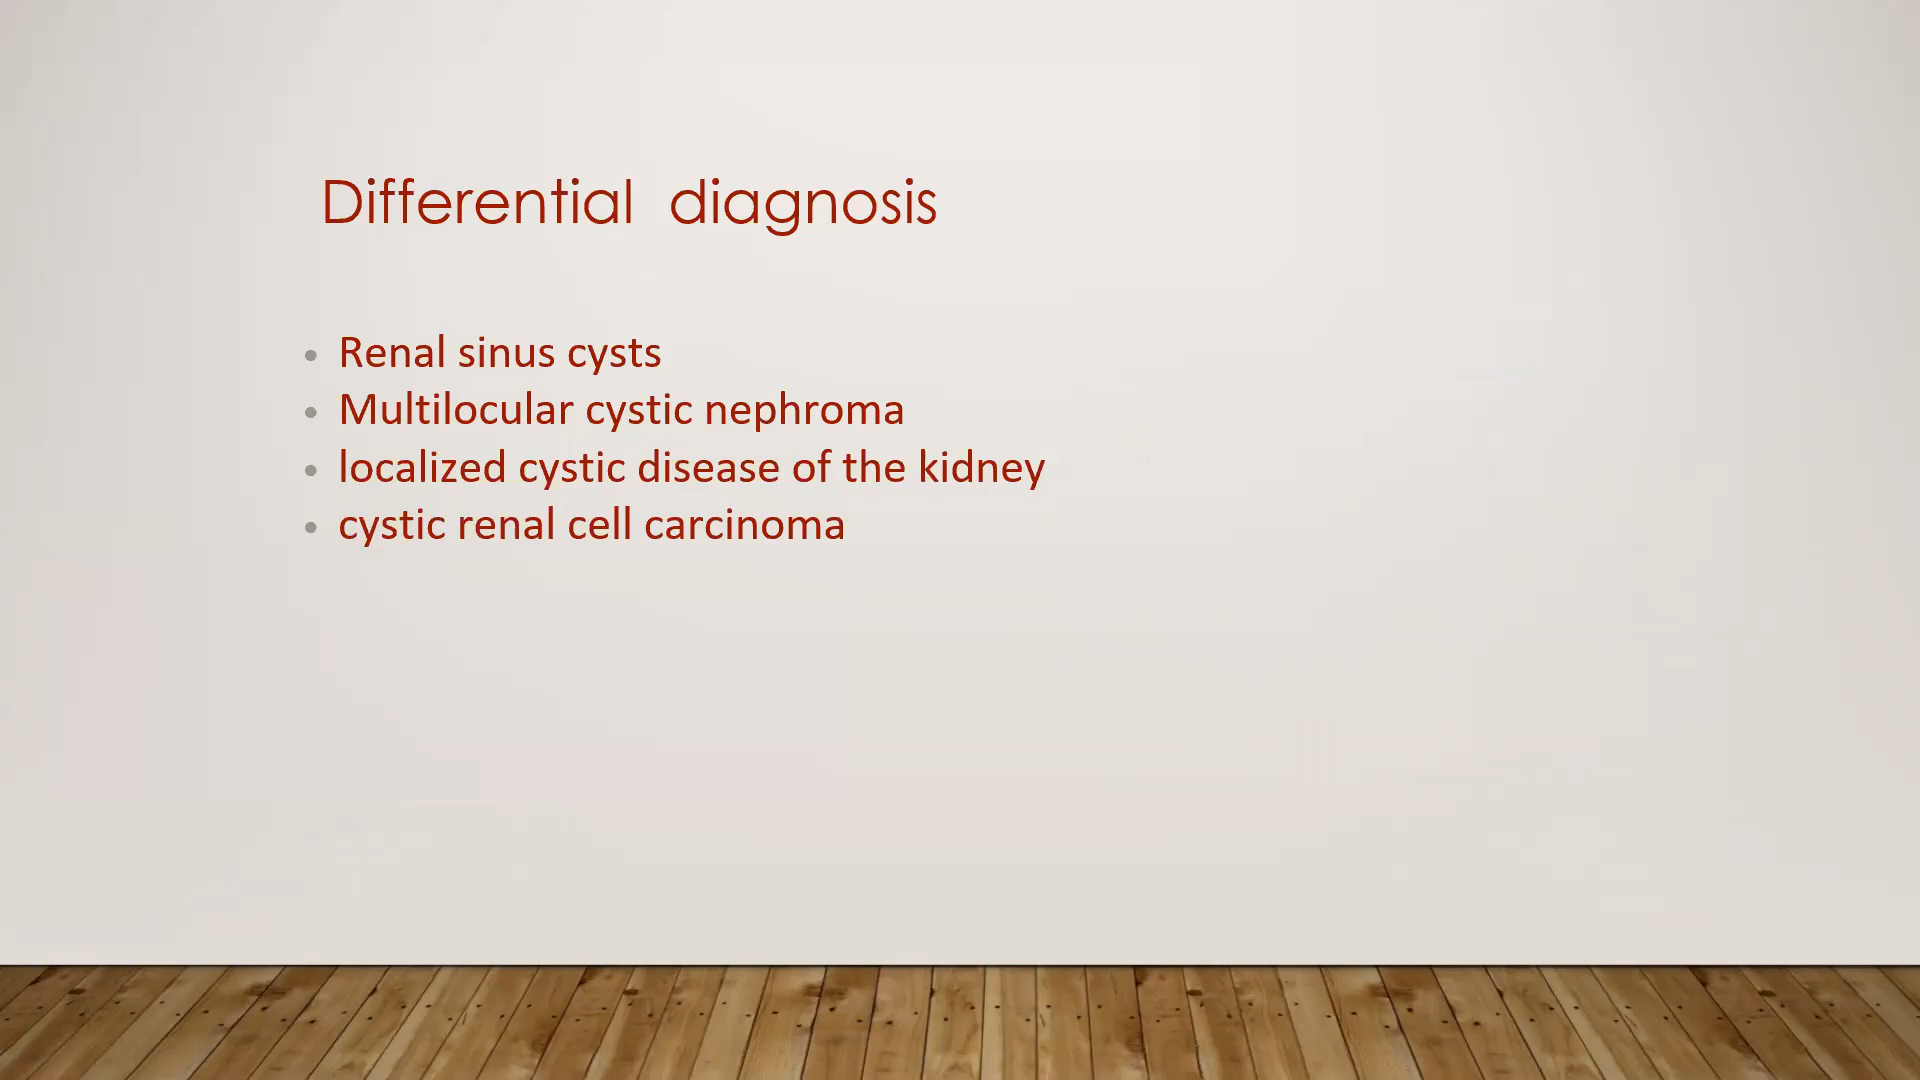 Differential diagnosis
• Renal sinus cysts
• Multilocular cystic nephroma
• localized cystic disease of the kidney
• cystic renal cell carcinoma